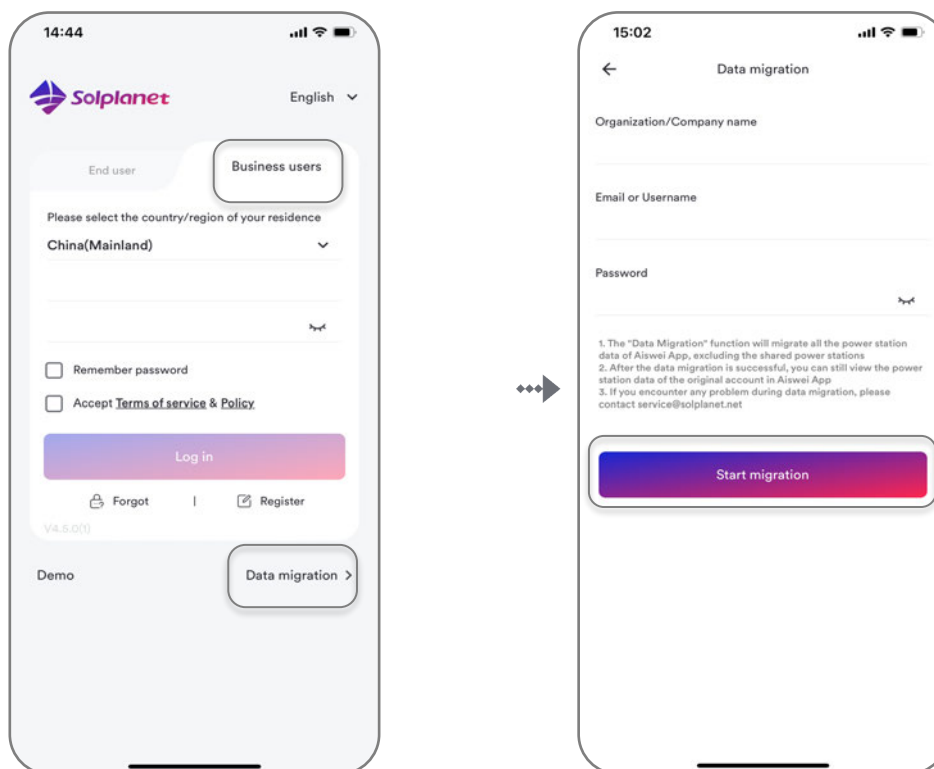 14:44
Solplanet
English
End user
Business users
Please select the country/region of your residence
China(Mainland)
Remember password
Accept Terms of service & Policy
Log in
Forgot | Register
V4.5.0(1)
Demo
Data migration >
15:02
Data migration
Organization/Company name
Email or Username
Password
1. The "Data Migration" function will migrate all the power station
data of Aiswei App, excluding the shared power stations
2. After the data migration is successful, you can still view the power
station data of the original account in Aiswei App
3. If you encounter any problem during data migration, please
contact service@solplanet.net
Start migration